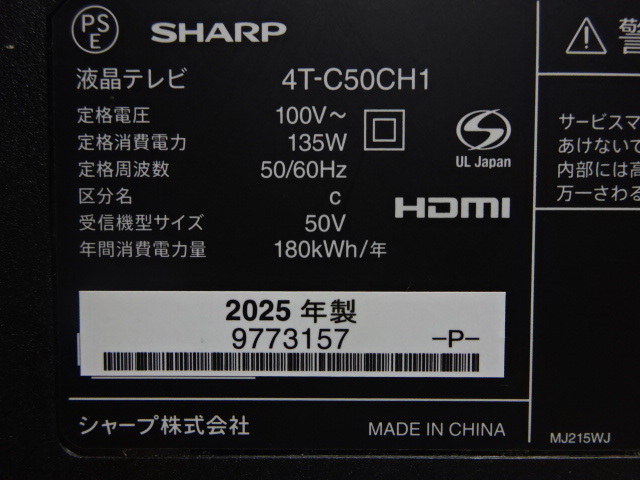 PS
E
SHARP
液晶テレビ 4T-C50CH1
定格電圧 100V～
定格消費電力 135W
定格周波数 50/60Hz
区分名 c
受信機型サイズ 50V
年間消費電力量 180kWh/年
S
UL Japan
HDMI
2025 年製
9773157 -P-
シャープ株式会社 MADE IN CHINA
警
サービスマ
あけないで
内部には高
万一さわる
MJ215WJ